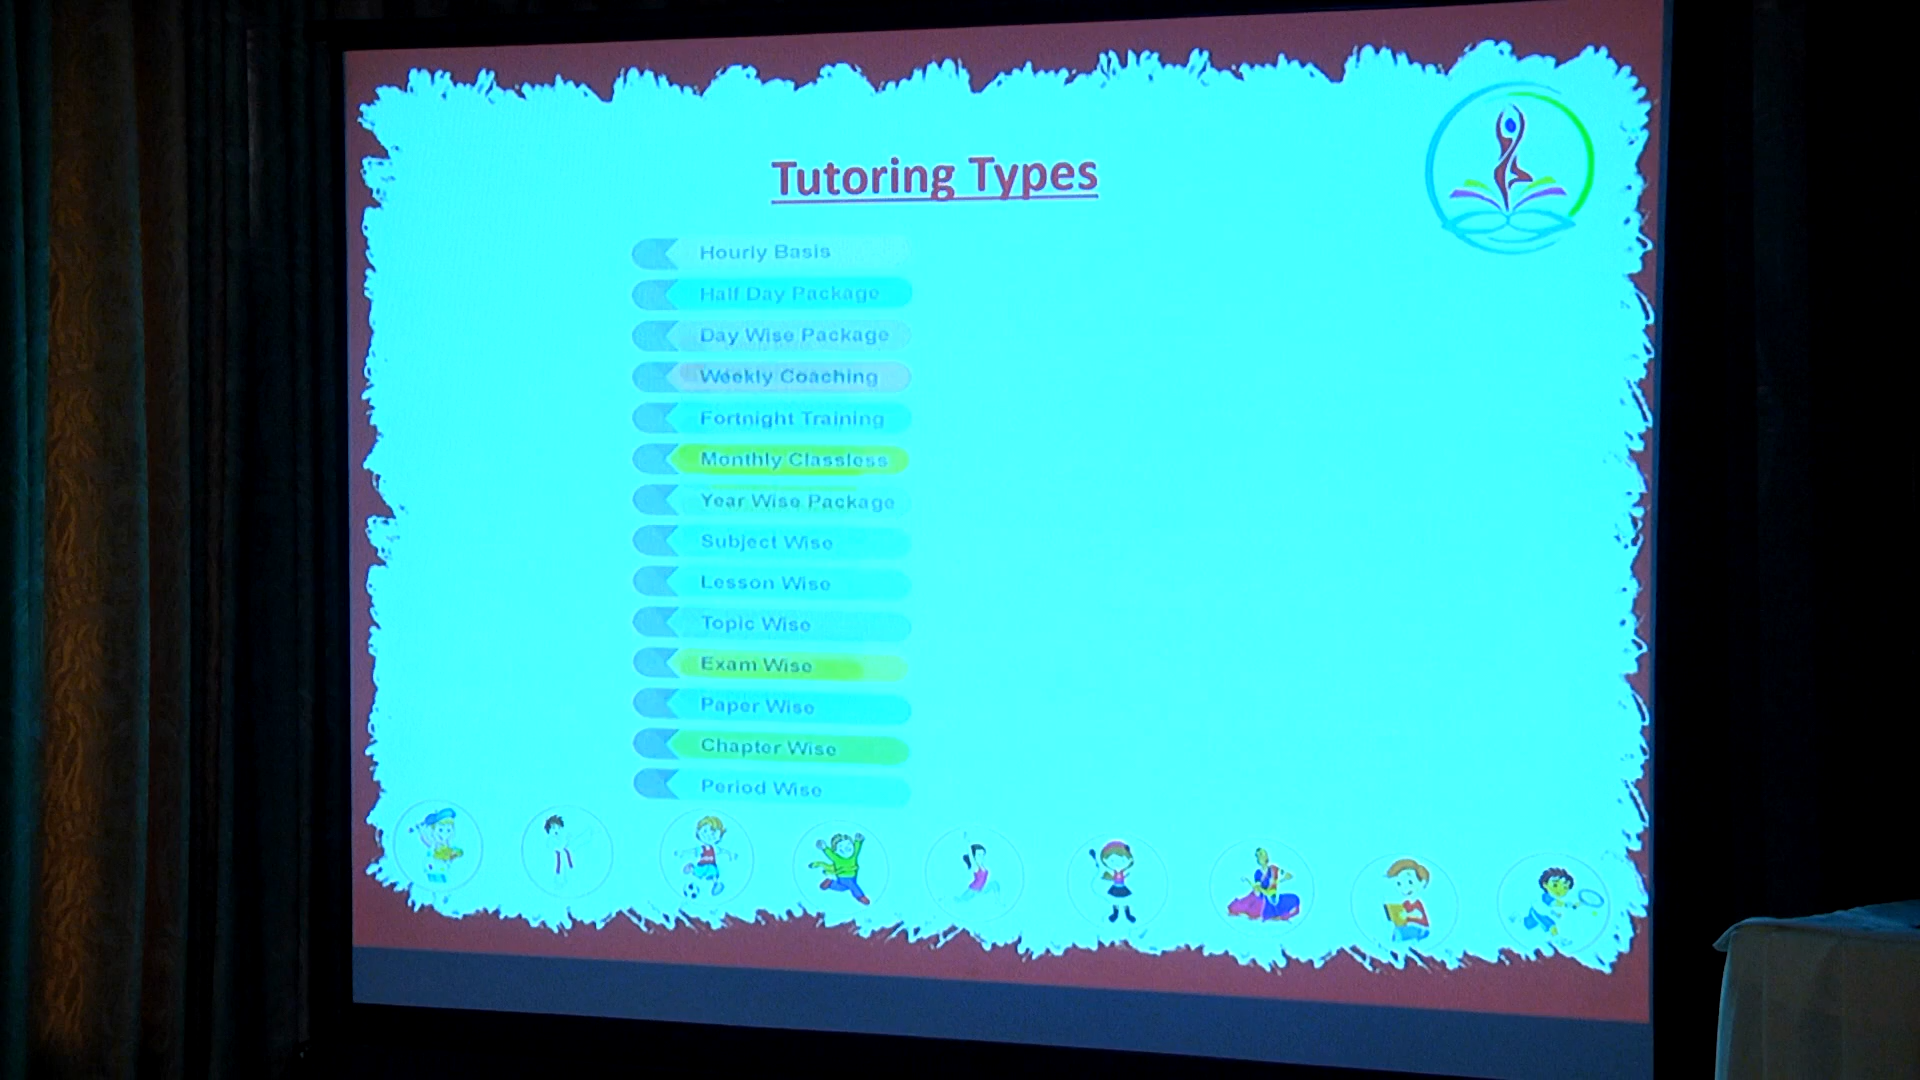 Tutoring Types
Hourly Basis
Half Day Package
Day Wise Package
Weekly Coaching
Fortnight Training
Monthly Classless
Year Wise Package
Subject Wise
Lesson Wise
Topic Wise
Exam Wise
Paper Wise
Chapter Wise
Period Wise